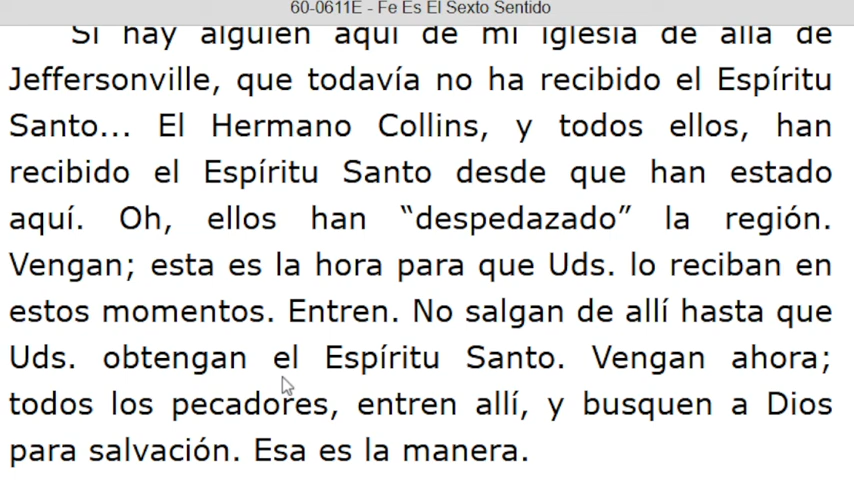 60-0611E - Fe Es El Sexto Sentido
Si hay alguien aquí de mi iglesia de allá de
Jeffersonville, que todavía no ha recibido el Espíritu
Santo... El Hermano Collins, y todos ellos, han
recibido el Espíritu Santo desde que han estado
aquí. Oh, ellos han “despedazado” la región.
Vengan; esta es la hora para que Uds. lo reciban en
estos momentos. Entren. No salgan de allí hasta que
Uds. obtengan el Espíritu Santo. Vengan ahora;
todos los pecadores, entren allí, y busquen a Dios
para salvación. Esa es la manera.